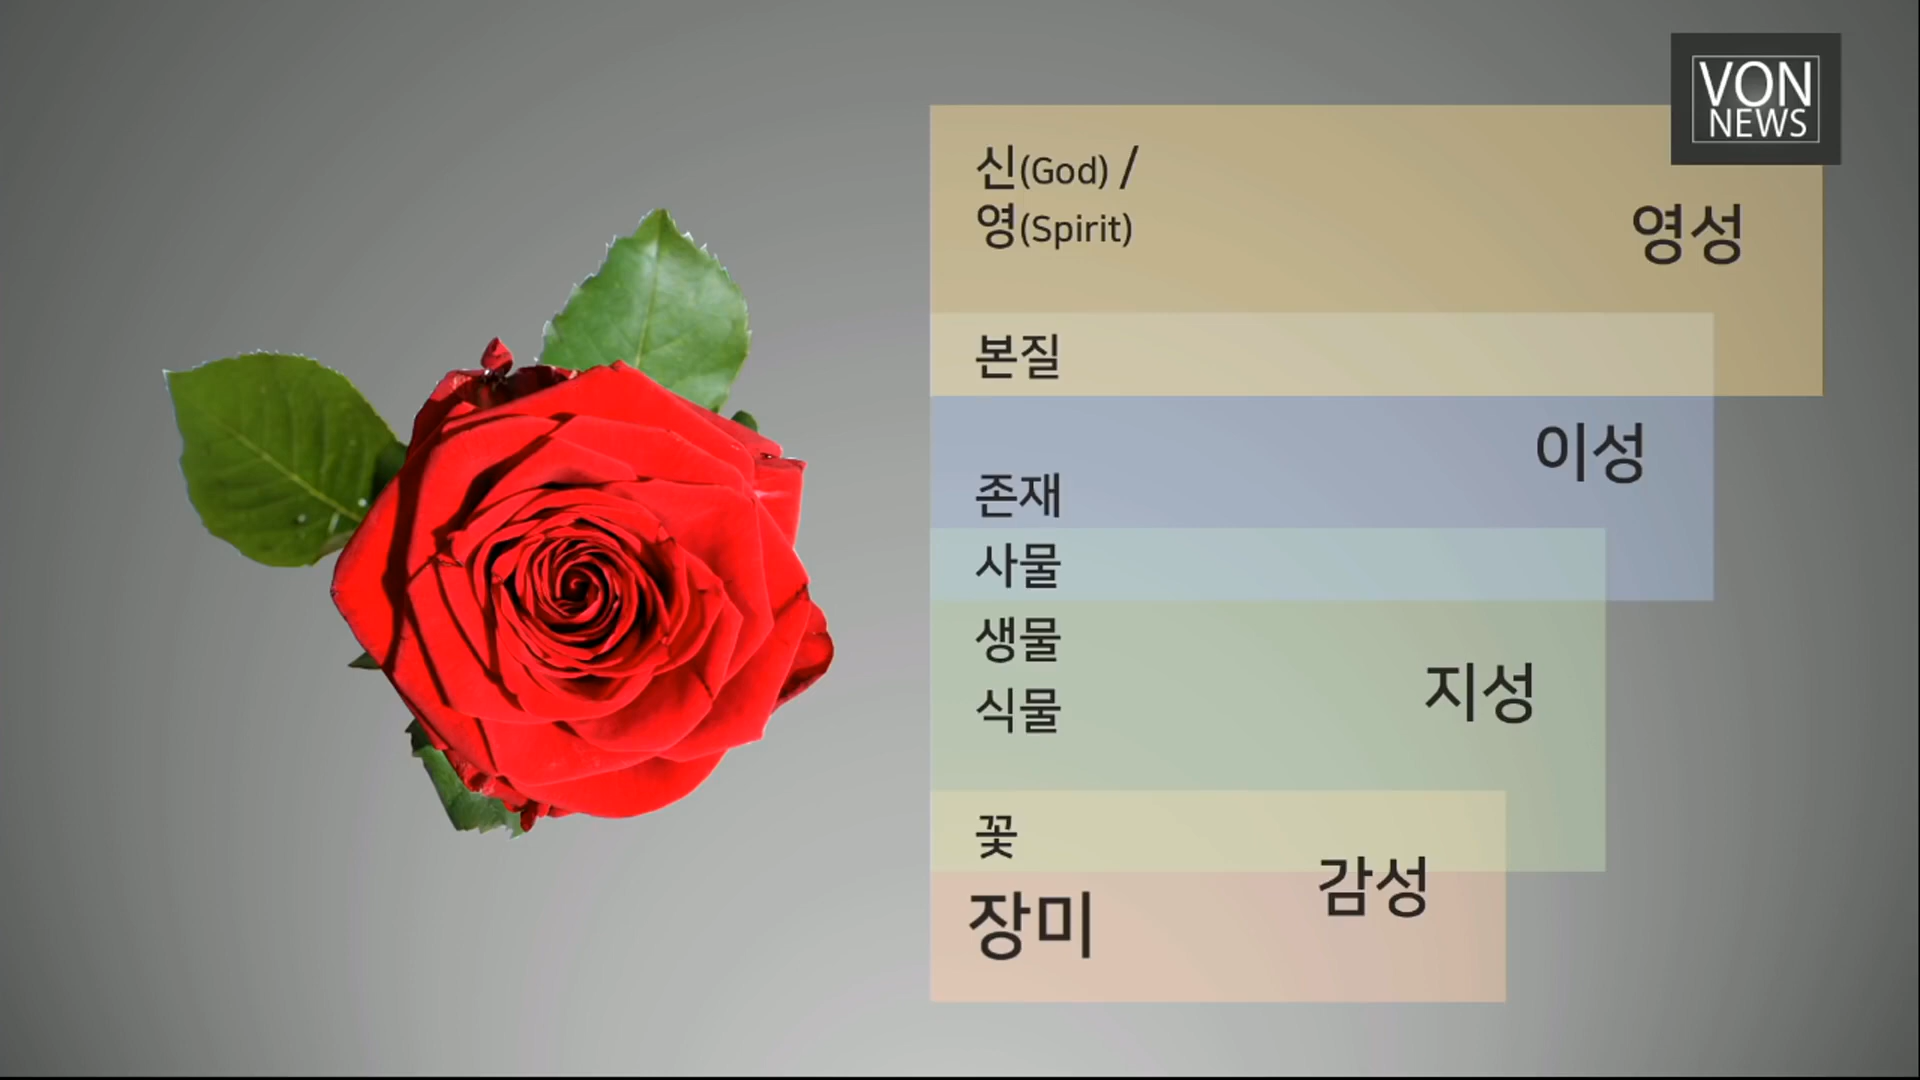 VON
NEWS
신(God) /
영(Spirit)
영성
본질
이성
존재
사물
생물
지성
식물
꽃
감성
장미